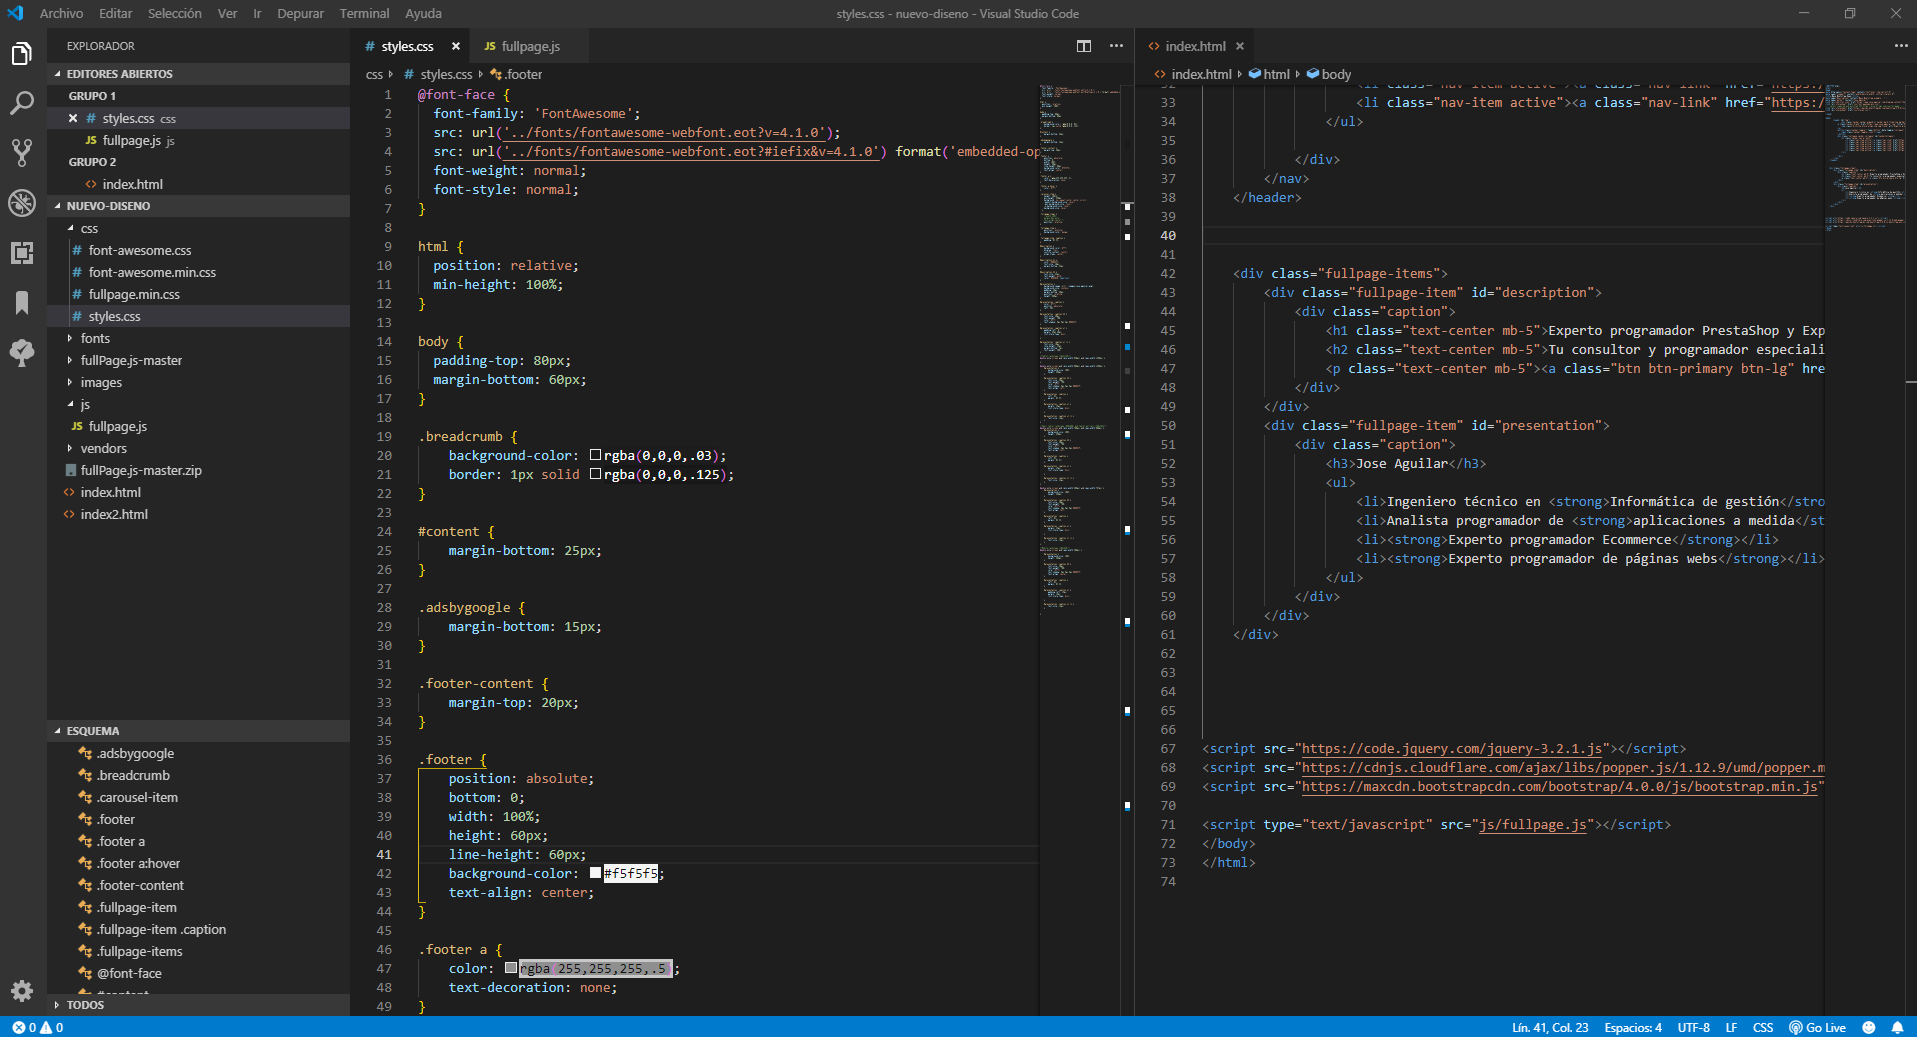 Archivo Editar Selección Ver Ir Depurar Terminal Ayuda
styles.css - nuevo-diseno - Visual Studio Code
EXPLORADOR
EDITORES ABIERTOS
GRUPO 1
styles.css css
fullpage.js js
GRUPO 2
index.html
NUEVO-DISENO
css
font-awesome.css
font-awesome.min.css
fullpage.min.css
styles.css
fonts
fullPage.js-master
images
js
JS fullpage.js
vendors
fullPage.js-master.zip
index.html
index2.html
ESQUEMA
.adsbygoogle
.breadcrumb
.carousel-item
.footer
.footer a
.footer a:hover
.footer-content
.fullpage-item
.fullpage-item .caption
.fullpage-items
@font-face
TODOS
# styles.css JS fullpage.js
css # styles.css .footer
1 @font-face {
2 font-family: 'FontAwesome';
3 src: url('../fonts/fontawesome-webfont.eot?v=4.1.0');
4 src: url('../fonts/fontawesome-webfont.eot?#iefix&v=4.1.0') format('embedded-op
5 font-weight: normal;
6 font-style: normal;
7 }
8
9 html {
10 position: relative;
11 min-height: 100%;
12 }
13
14 body {
15 padding-top: 80px;
16 margin-bottom: 60px;
17 }
18
19 .breadcrumb {
20 background-color: rgba(0,0,0,.03);
21 border: 1px solid rgba(0,0,0,.125);
22 }
23
24 #content {
25 margin-bottom: 25px;
26 }
27
28 .adsbygoogle {
29 margin-bottom: 15px;
30 }
31
32 .footer-content {
33 margin-top: 20px;
34 }
35
36 .footer {
37 position: absolute;
38 bottom: 0;
39 width: 100%;
40 height: 60px;
41 line-height: 60px;
42 background-color: #f5f5f5;
43 text-align: center;
44 }
45
46 .footer a {
47 color: rgba(255,255,255,.5);
48 text-decoration: none;
49 }
index.html
index.html html body
33 <li class="nav-item active"><a class="nav-link" href="https:/
34 </ul>
35
36 </div>
37 </nav>
38 </header>
39
40
41
42 <div class="fullpage-items">
43 <div class="fullpage-item" id="description">
44 <div class="caption">
45 <h1 class="text-center mb-5">Experto programador PrestaShop y Exp
46 <h2 class="text-center mb-5">Tu consultor y programador especiali
47 <p class="text-center mb-5"><a class="btn btn-primary btn-lg" hre
48 </div>
49 </div>
50 <div class="fullpage-item" id="presentation">
51 <div class="caption">
52 <h3>Jose Aguilar</h3>
53 <ul>
54 <li>Ingeniero técnico en <strong>Informática de gestión</stro
55 <li>Analista programador de <strong>aplicaciones a medida</st
56 <li><strong>Experto programador Ecommerce</strong></li>
57 <li><strong>Experto programador de páginas webs</strong></li>
58 </ul>
59 </div>
60 </div>
61 </div>
62
63
64
65
66
67 <script src="https://code.jquery.com/jquery-3.2.1.js"></script>
68 <script src="https://cdnjs.cloudflare.com/ajax/libs/popper.js/1.12.9/umd/popper.m
69 <script src="https://maxcdn.bootstrapcdn.com/bootstrap/4.0.0/js/bootstrap.min.js"
70
71 <script type="text/javascript" src="js/fullpage.js"></script>
72 </body>
73 </html>
74
0 0 Lín. 41, Col. 23 Espacios: 4 UTF-8 LF CSS Go Live